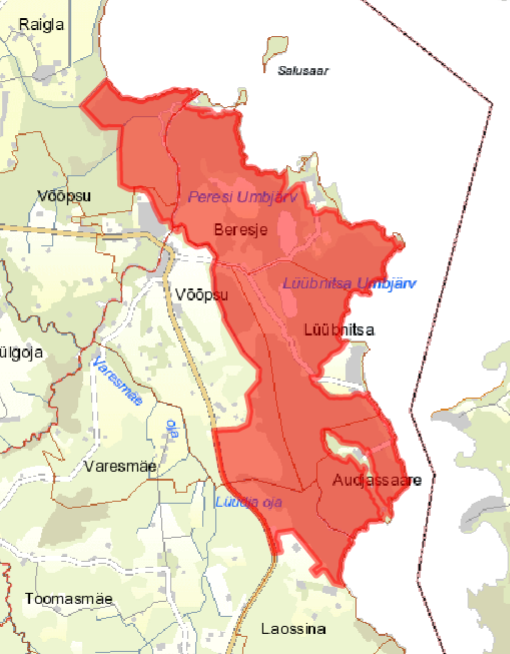 Raigla
Salusaar
Võõpsu
Peresi Umbjärv
Beresje
Lüübnitsa Umbjärv
Võõpsu
Lüübnitsa
ülgoja
Varesmäe
oja
Varesmäe
Audjassaare
Lüüdja oja
Toomasmäe
Laossina